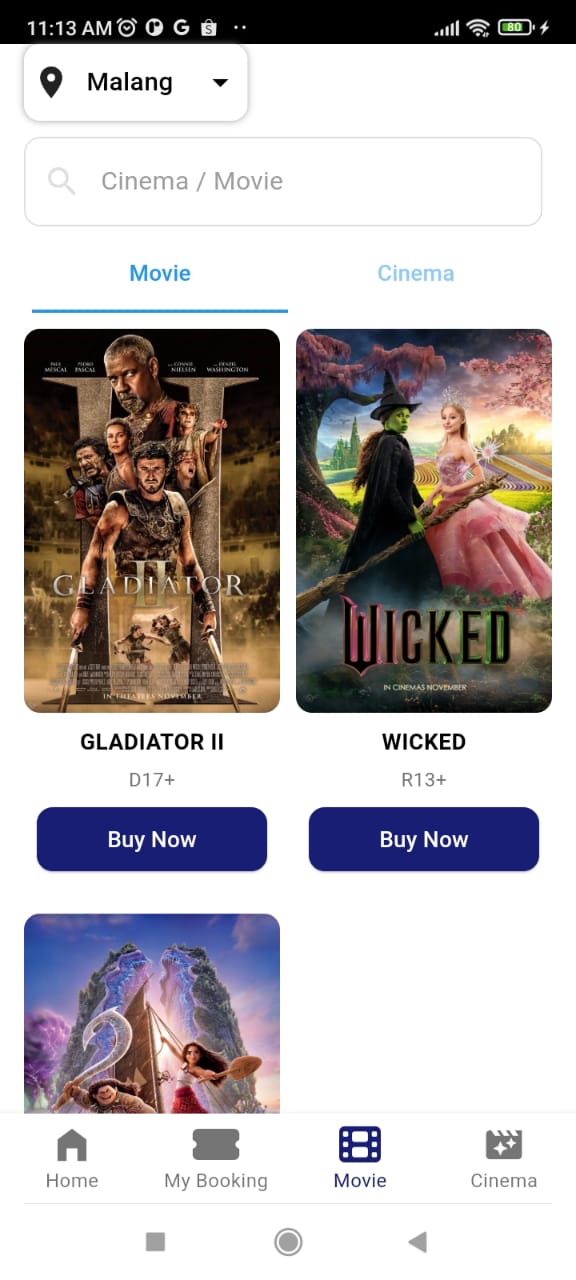 11:13 AM
80
Malang
Cinema / Movie
Movie
Cinema
PAUL MESCAL
PEDRO PASCAL
CONNIE NIELSEN
DENZEL WASHINGTON
GLADIATOR
II
IN THEATERS NOVEMBER
WICKED
IN CINEMAS NOVEMBER
GLADIATOR II
WICKED
D17+
R13+
Buy Now
Buy Now
Home
My Booking
Movie
Cinema